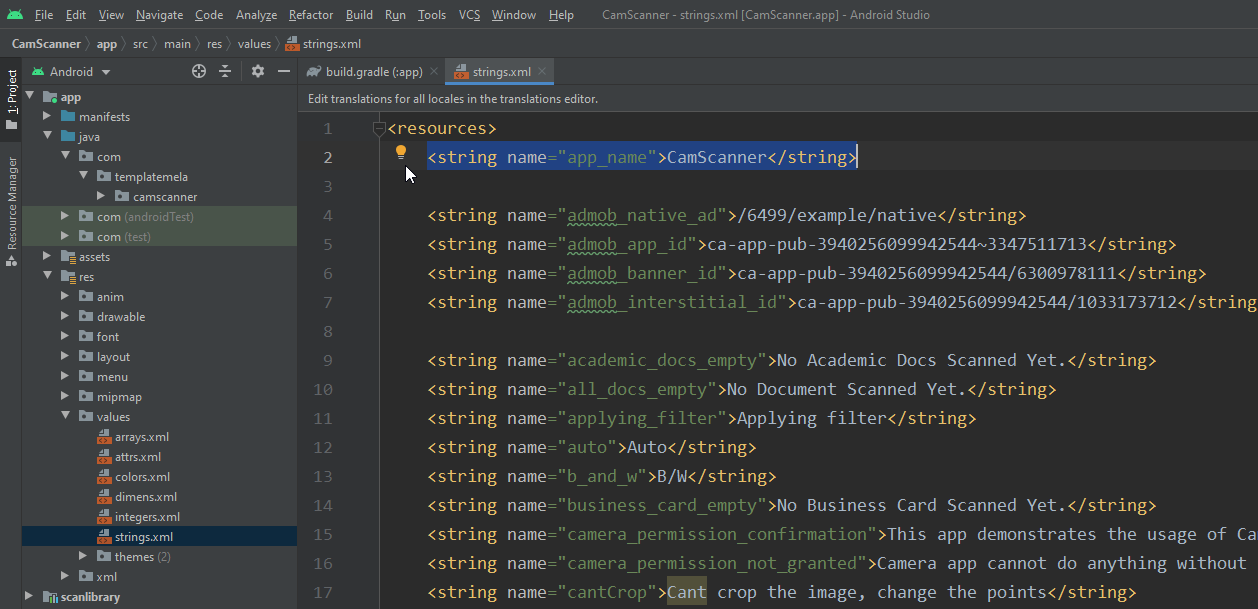 File Edit View Navigate Code Analyze Refactor Build Run Tools VCS Window Help CamScanner - strings.xml [CamScanner.app] - Android Studio
CamScanner app src main res values strings.xml
1: Project
Resource Manager
Android
app
manifests
java
com
templatemela
camscanner
com (androidTest)
com (test)
assets
res
anim
drawable
font
layout
menu
mipmap
values
arrays.xml
attrs.xml
colors.xml
dimens.xml
integers.xml
strings.xml
themes (2)
xml
scanlibrary
build.gradle (:app) strings.xml
Edit translations for all locales in the translations editor.
1 <resources>
2 <string name="app_name">CamScanner</string>
3
4 <string name="admob_native_ad">/6499/example/native</string>
5 <string name="admob_app_id">ca-app-pub-3940256099942544~3347511713</string>
6 <string name="admob_banner_id">ca-app-pub-3940256099942544/6300978111</string>
7 <string name="admob_interstitial_id">ca-app-pub-3940256099942544/1033173712</string
8
9 <string name="academic_docs_empty">No Academic Docs Scanned Yet.</string>
10 <string name="all_docs_empty">No Document Scanned Yet.</string>
11 <string name="applying_filter">Applying filter</string>
12 <string name="auto">Auto</string>
13 <string name="b_and_w">B/W</string>
14 <string name="business_card_empty">No Business Card Scanned Yet.</string>
15 <string name="camera_permission_confirmation">This app demonstrates the usage of Ca
16 <string name="camera_permission_not_granted">Camera app cannot do anything without
17 <string name="cantCrop">Cant crop the image, change the points</string>